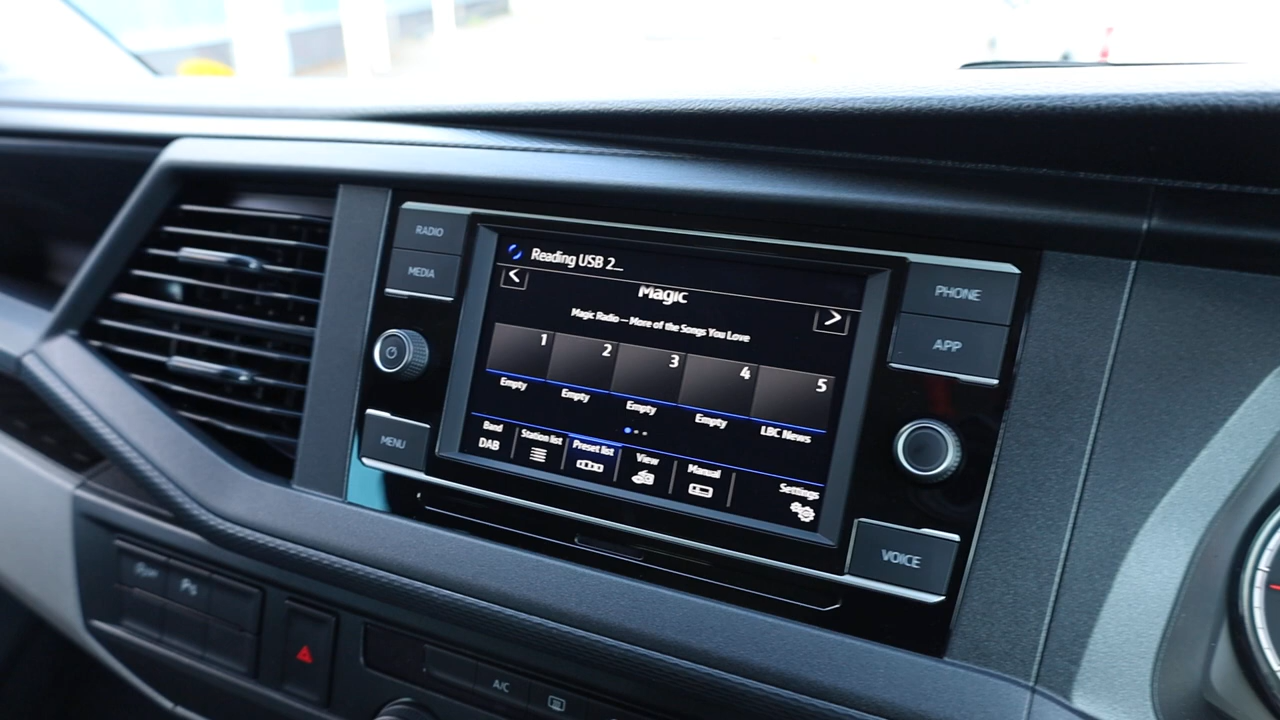 RADIO
MEDIA
MENU
Reading USB 2_
<
Magic
>
Magic Radio – More of the Songs You Love
1 2 3 4 5
Empty Empty Empty Empty LBC News
Band Station list Preset list View Manual Settings
DAB
PHONE
APP
VOICE
A/C